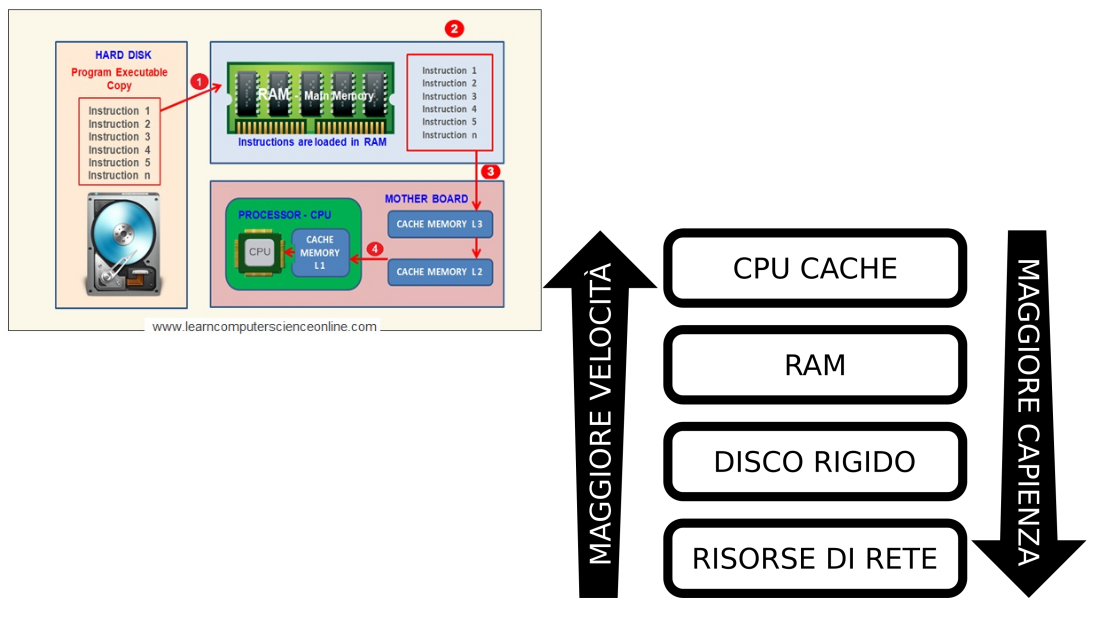 HARD DISK
Program Executable
Copy
Instruction 1
Instruction 2
Instruction 3
Instruction 4
Instruction 5
Instruction n
1
2
RAM - Main Memory
Instructions are loaded in RAM
Instruction 1
Instruction 2
Instruction 3
Instruction 4
Instruction 5
Instruction n
3
MOTHER BOARD
PROCESSOR - CPU
CPU
CACHE
MEMORY
L1
4
CACHE MEMORY L3
CACHE MEMORY L2
www.learncomputerscienceonline.com
MAGGIORE VELOCITÀ
CPU CACHE
RAM
DISCO RIGIDO
RISORSE DI RETE
MAGGIORE CAPIENZA